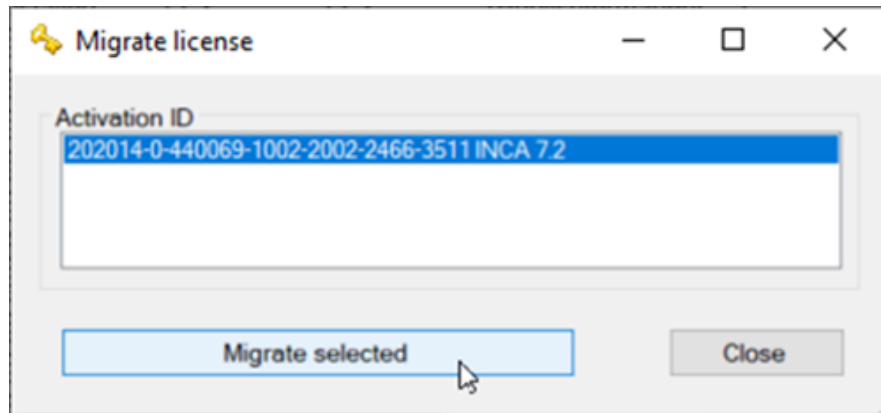 Migrate license
Activation ID
202014-0-440069-1002-2002-2466-3511 INCA 7.2
Migrate selected
Close